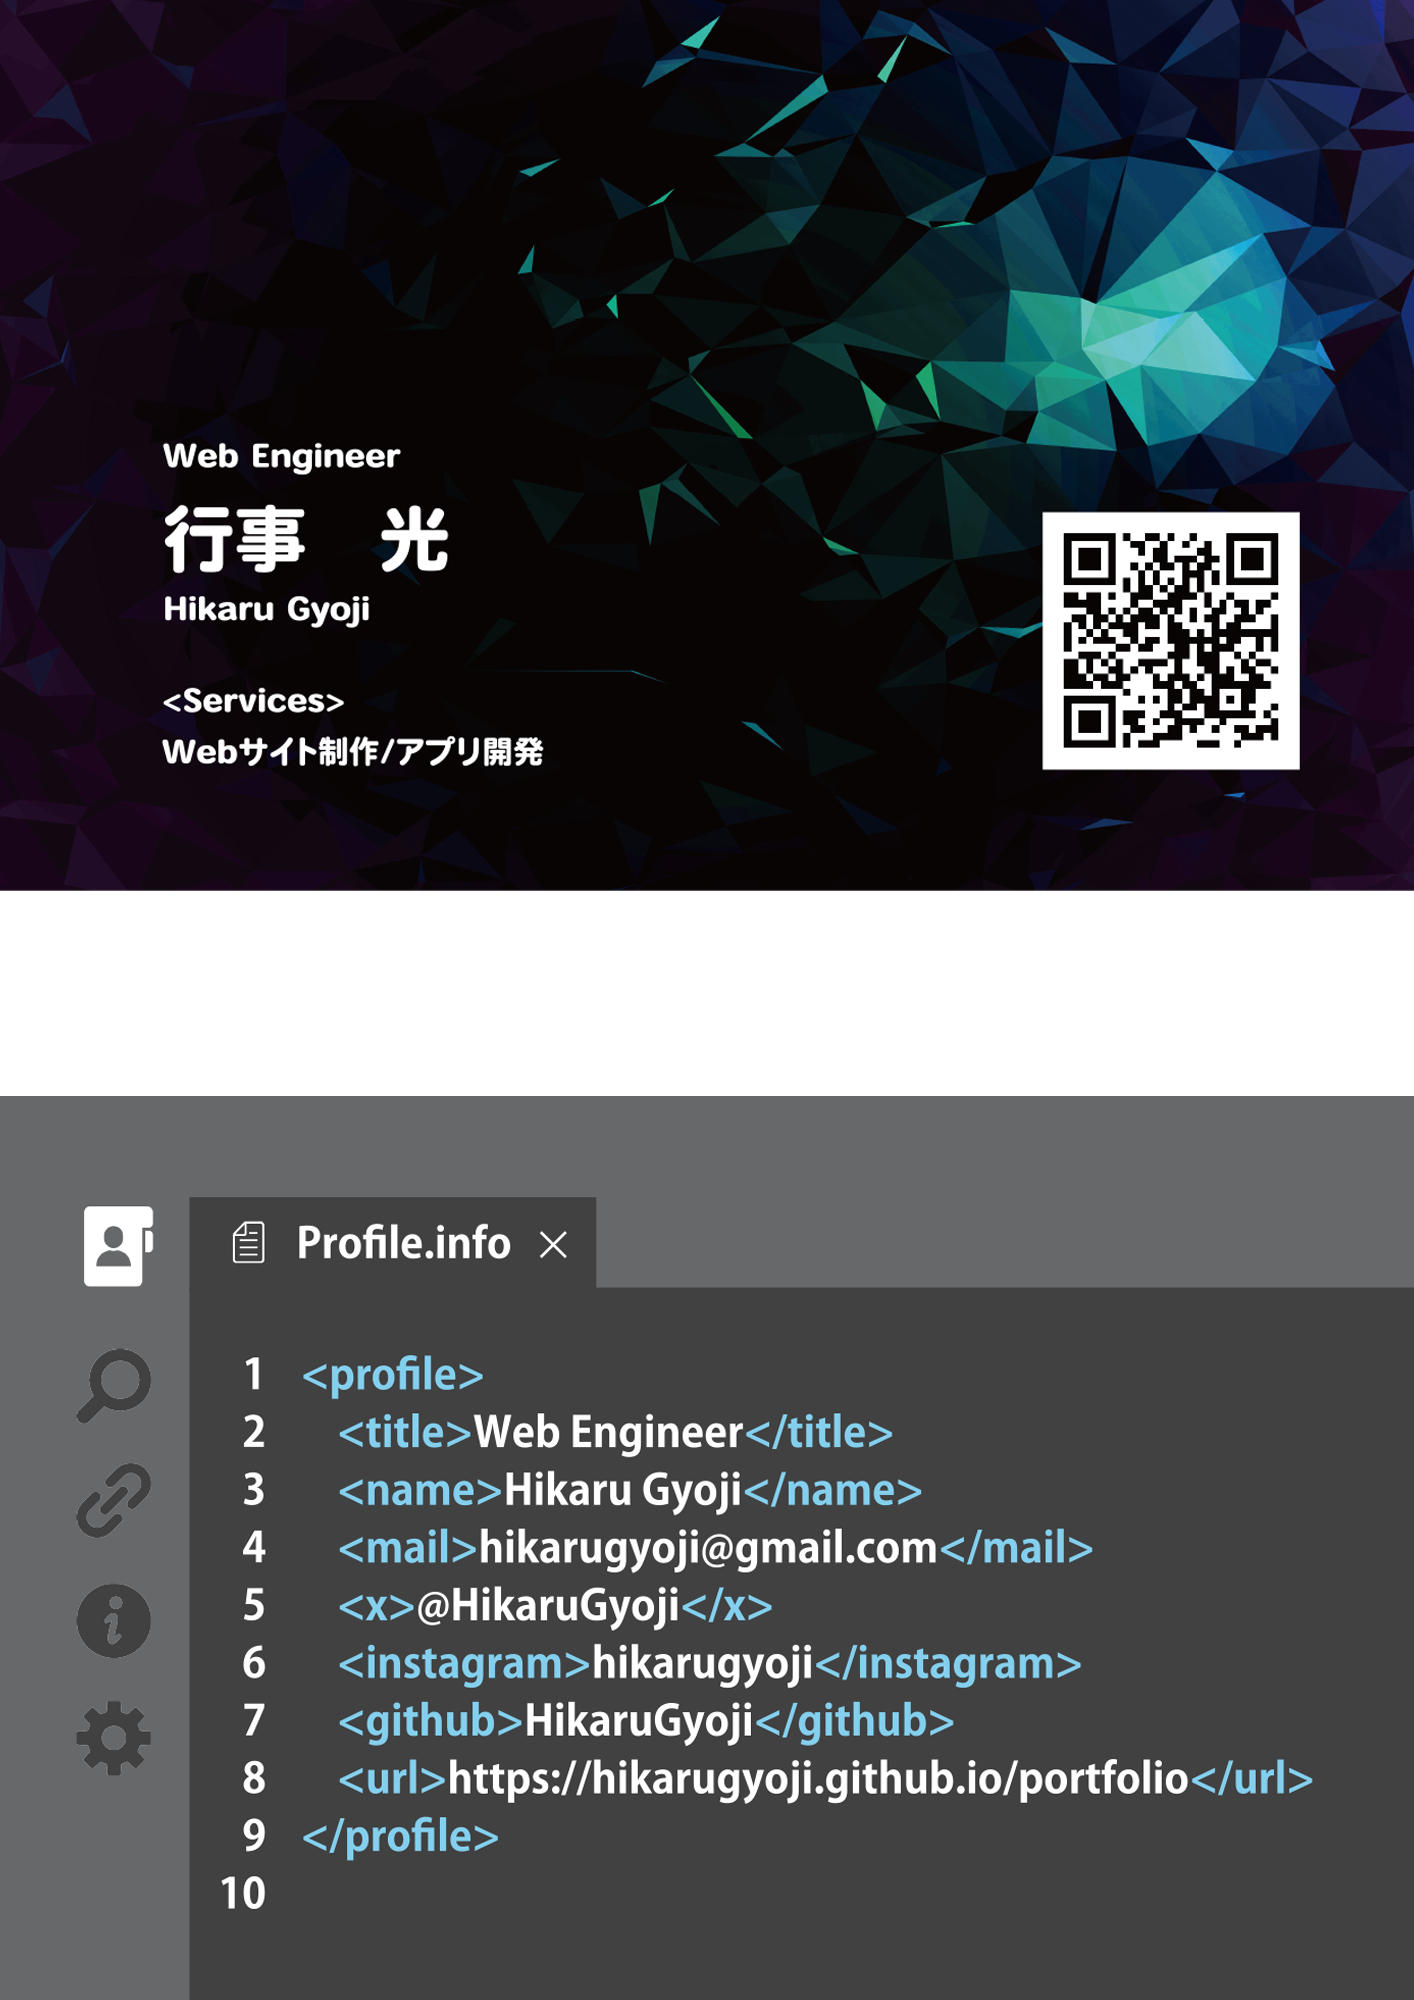 Web Engineer
行事　光
Hikaru Gyoji
<Services>
Webサイト制作/アプリ開発
Profile.info
1 <profile>
2 <title>Web Engineer</title>
3 <name>Hikaru Gyoji</name>
4 <mail>hikarugyoji@gmail.com</mail>
5 <x>@HikaruGyoji</x>
6 <instagram>hikarugyoji</instagram>
7 <github>HikaruGyoji</github>
8 <url>https://hikarugyoji.github.io/portfolio</url>
9 </profile>
10